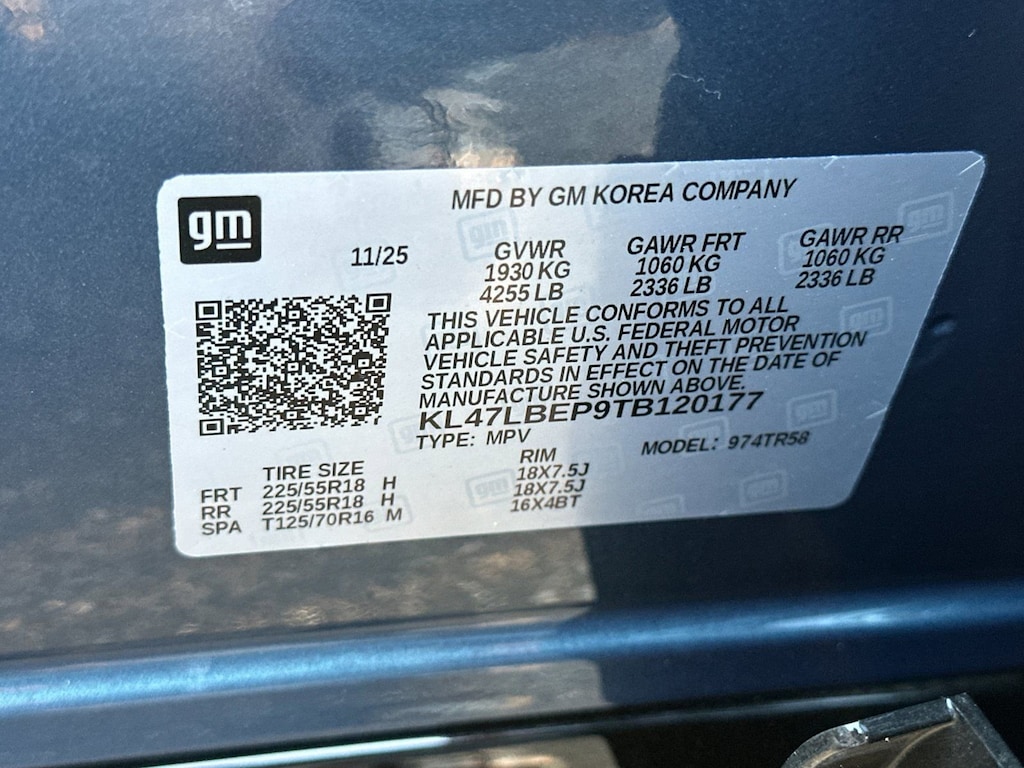 gm
MFD BY GM KOREA COMPANY
11/25
GVWR GAWR FRT GAWR RR
1930 KG 1060 KG 1060 KG
4255 LB 2336 LB 2336 LB
THIS VEHICLE CONFORMS TO ALL
APPLICABLE U.S. FEDERAL MOTOR
VEHICLE SAFETY AND THEFT PREVENTION
STANDARDS IN EFFECT ON THE DATE OF
MANUFACTURE SHOWN ABOVE.
KL47LBEP9TB120177
TYPE: MPV MODEL: 974TR58
TIRE SIZE RIM
FRT 225/55R18 H 18X7.5J
RR 225/55R18 H 18X7.5J
SPA T125/70R16 M 16X4BT